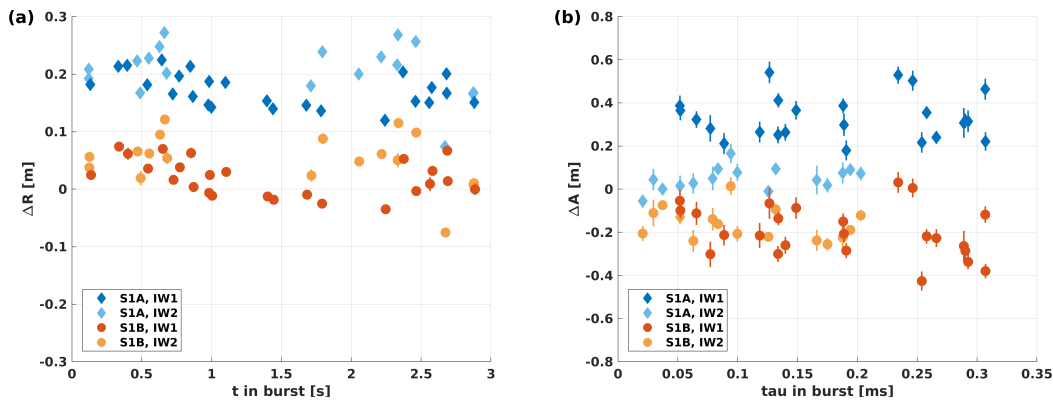 (a)
0.3
0.2
0.1
0
-0.1
-0.2
-0.3
ΔR [m]
S1A, IW1
S1A, IW2
S1B, IW1
S1B, IW2
0 0.5 1 1.5 2 2.5 3
t in burst [s]
(b)
0.8
0.6
0.4
0.2
0
-0.2
-0.4
-0.6
-0.8
ΔA [m]
S1A, IW1
S1A, IW2
S1B, IW1
S1B, IW2
0 0.05 0.1 0.15 0.2 0.25 0.3 0.35
tau in burst [ms]